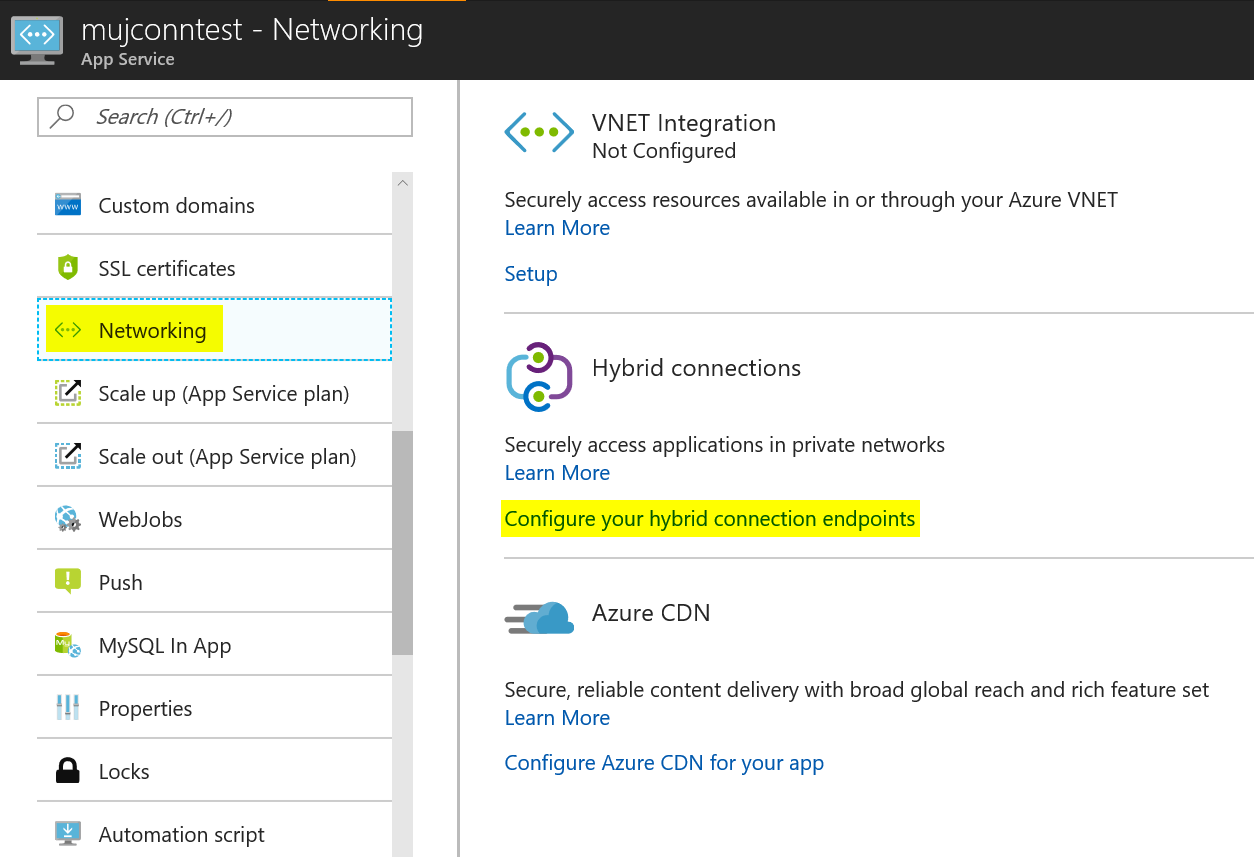 mujconntest - Networking
App Service
Search (Ctrl+/)
Custom domains
SSL certificates
Networking
Scale up (App Service plan)
Scale out (App Service plan)
WebJobs
Push
MySQL In App
Properties
Locks
Automation script
VNET Integration
Not Configured
Securely access resources available in or through your Azure VNET
Learn More
Setup
Hybrid connections
Securely access applications in private networks
Learn More
Configure your hybrid connection endpoints
Azure CDN
Secure, reliable content delivery with broad global reach and rich feature set
Learn More
Configure Azure CDN for your app